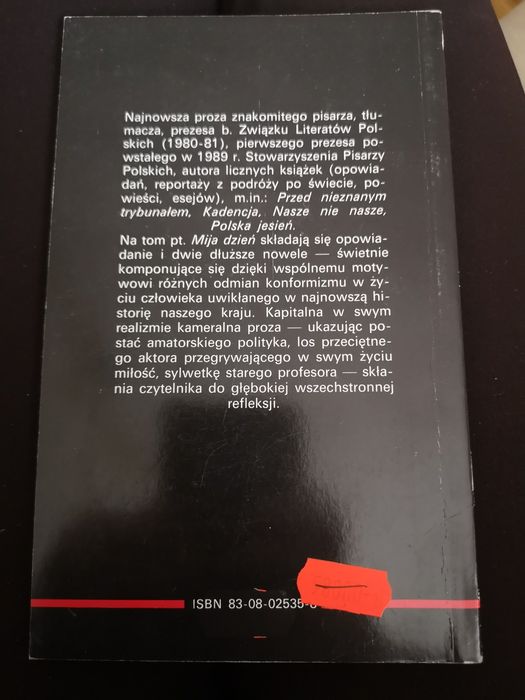 Najnowsza proza znakomitego pisarza, tłu-
macza, prezesa b. Związku Literatów Pol-
skich (1980-81), pierwszego prezesa po-
wstałego w 1989 r. Stowarzyszenia Pisarzy
Polskich, autora licznych książek (opowia-
dań, reportaży z podróży po świecie, po-
wieści, esejów), m.in.: Przed nieznanym
trybunałem, Kadencja, Nasze nie nasze,
Polska jesień.
Na tom pt. Mija dzień składają się opowia-
danie i dwie dłuższe nowele — świetnie
komponujące się dzięki wspólnemu moty-
wowi różnych odmian konformizmu w ży-
ciu człowieka uwikłanego w najnowszą hi-
storię naszego kraju. Kapitalna w swym
realizmie kameralna proza — ukazując po-
stać amatorskiego polityka, los przeciętne-
go aktora przegrywającego w swym życiu
miłość, sylwetkę starego profesora — skła-
nia czytelnika do głębokiej wszechstronnej
refleksji.
ISBN 83-08-02535-